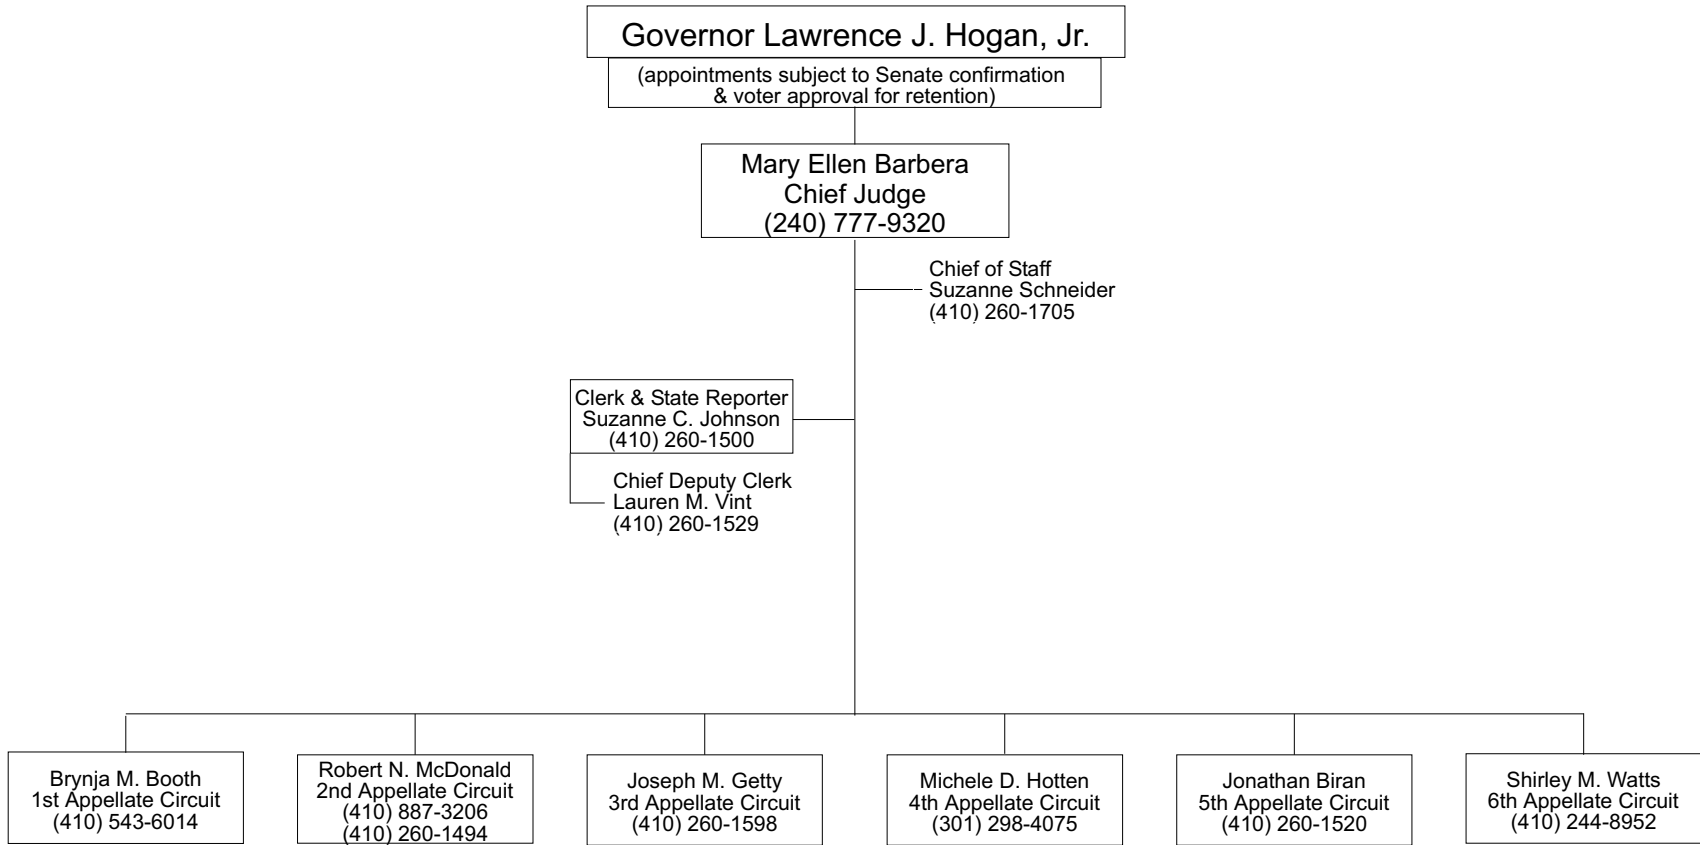 Governor Lawrence J. Hogan, Jr.
(appointments subject to Senate confirmation
& voter approval for retention)
Mary Ellen Barbera
Chief Judge
(240) 777-9320
Chief of Staff
Suzanne Schneider
(410) 260-1705
Clerk & State Reporter
Suzanne C. Johnson
(410) 260-1500
Chief Deputy Clerk
Lauren M. Vint
(410) 260-1529
Brynja M. Booth
1st Appellate Circuit
(410) 543-6014
Robert N. McDonald
2nd Appellate Circuit
(410) 887-3206
(410) 260-1494
Joseph M. Getty
3rd Appellate Circuit
(410) 260-1598
Michele D. Hotten
4th Appellate Circuit
(301) 298-4075
Jonathan Biran
5th Appellate Circuit
(410) 260-1520
Shirley M. Watts
6th Appellate Circuit
(410) 244-8952